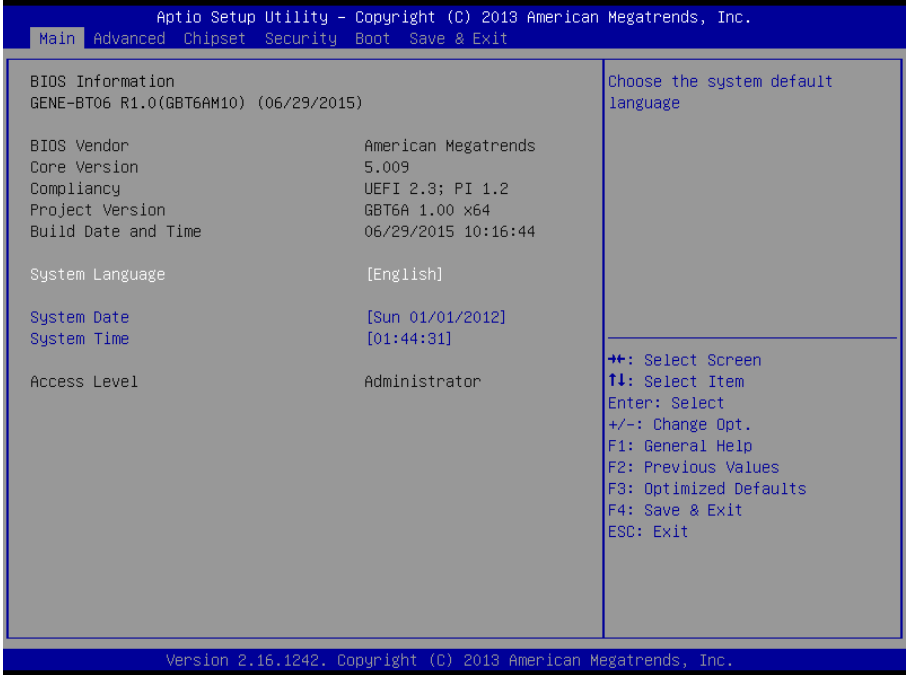 Aptio Setup Utility – Copyright (C) 2013 American Megatrends, Inc.
Main Advanced Chipset Security Boot Save & Exit
BIOS Information
GENE-BT06 R1.0(GBT6AM10) (06/29/2015)
BIOS Vendor American Megatrends
Core Version 5.009
Compliancy UEFI 2.3; PI 1.2
Project Version GBT6A 1.00 x64
Build Date and Time 06/29/2015 10:16:44
System Language [English]
System Date [Sun 01/01/2012]
System Time [01:44:31]
Access Level Administrator
Choose the system default
language
→←: Select Screen
↑↓: Select Item
Enter: Select
+/-: Change Opt.
F1: General Help
F2: Previous Values
F3: Optimized Defaults
F4: Save & Exit
ESC: Exit
Version 2.16.1242. Copyright (C) 2013 American Megatrends, Inc.